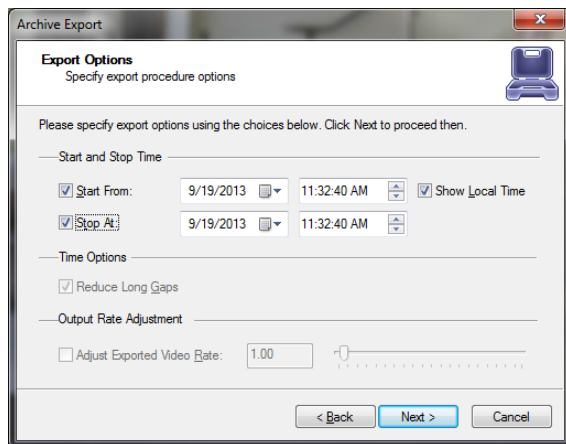 Archive Export
Export Options
Specify export procedure options
Please specify export options using the choices below. Click Next to proceed then.
Start and Stop Time
Start From: 9/19/2013 11:32:40 AM Show Local Time
Stop At: 9/19/2013 11:32:40 AM
Time Options
Reduce Long Gaps
Output Rate Adjustment
Adjust Exported Video Rate: 1.00
< Back Next > Cancel